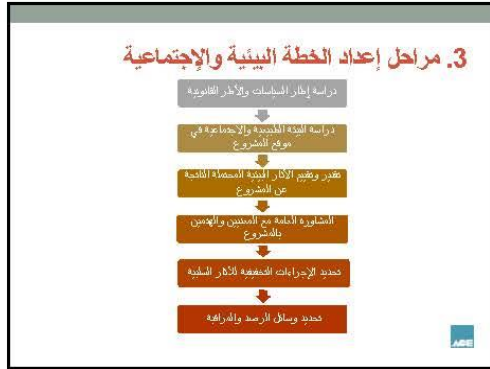 3. مراحل إعداد الخطة البيئية والإجتماعية
دراسة إطار السياسات والأطر القانونية
دراسة البيئة الطبيعية والاجتماعية في
موقع المشروع
تقدير وتقييم الآثار البيئية المحتملة الناتجة
عن المشروع
المشاورة العامة مع المعنيين والمهتمين
بالمشروع
تحديد الإجراءات التخفيفية للآثار السلبية
تحديد وسائل الرصد والمراقبة
ACE